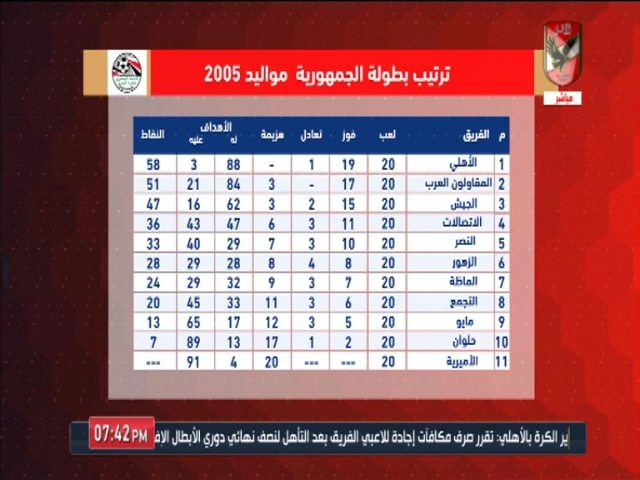 ترتيب بطولة الجمهورية مواليد 2005
مباشر
م الفريق لعب فوز تعادل هزيمة الأهداف له عليه النقاط
1 الأهلي 20 19 1 - 88 3 58
2 المقاولون العرب 20 17 - 3 84 21 51
3 الجيش 20 15 2 3 62 16 47
4 الاتصالات 20 11 3 6 47 43 36
5 النصر 20 10 3 7 29 40 33
6 الزهور 20 8 4 8 28 29 28
7 الماظة 20 7 3 9 32 29 24
8 التجمع 20 6 3 11 33 45 20
9 مايو 20 5 3 12 17 65 13
10 حلوان 20 2 1 17 13 89 7
11 الأميرية 20 --- --- 20 4 91 ---
ير الكرة بالأهلي: تقرر صرف مكافآت إجادة للاعبي الفريق بعد التأهل لنصف نهائي دوري الأبطال الإف
07:42 PM